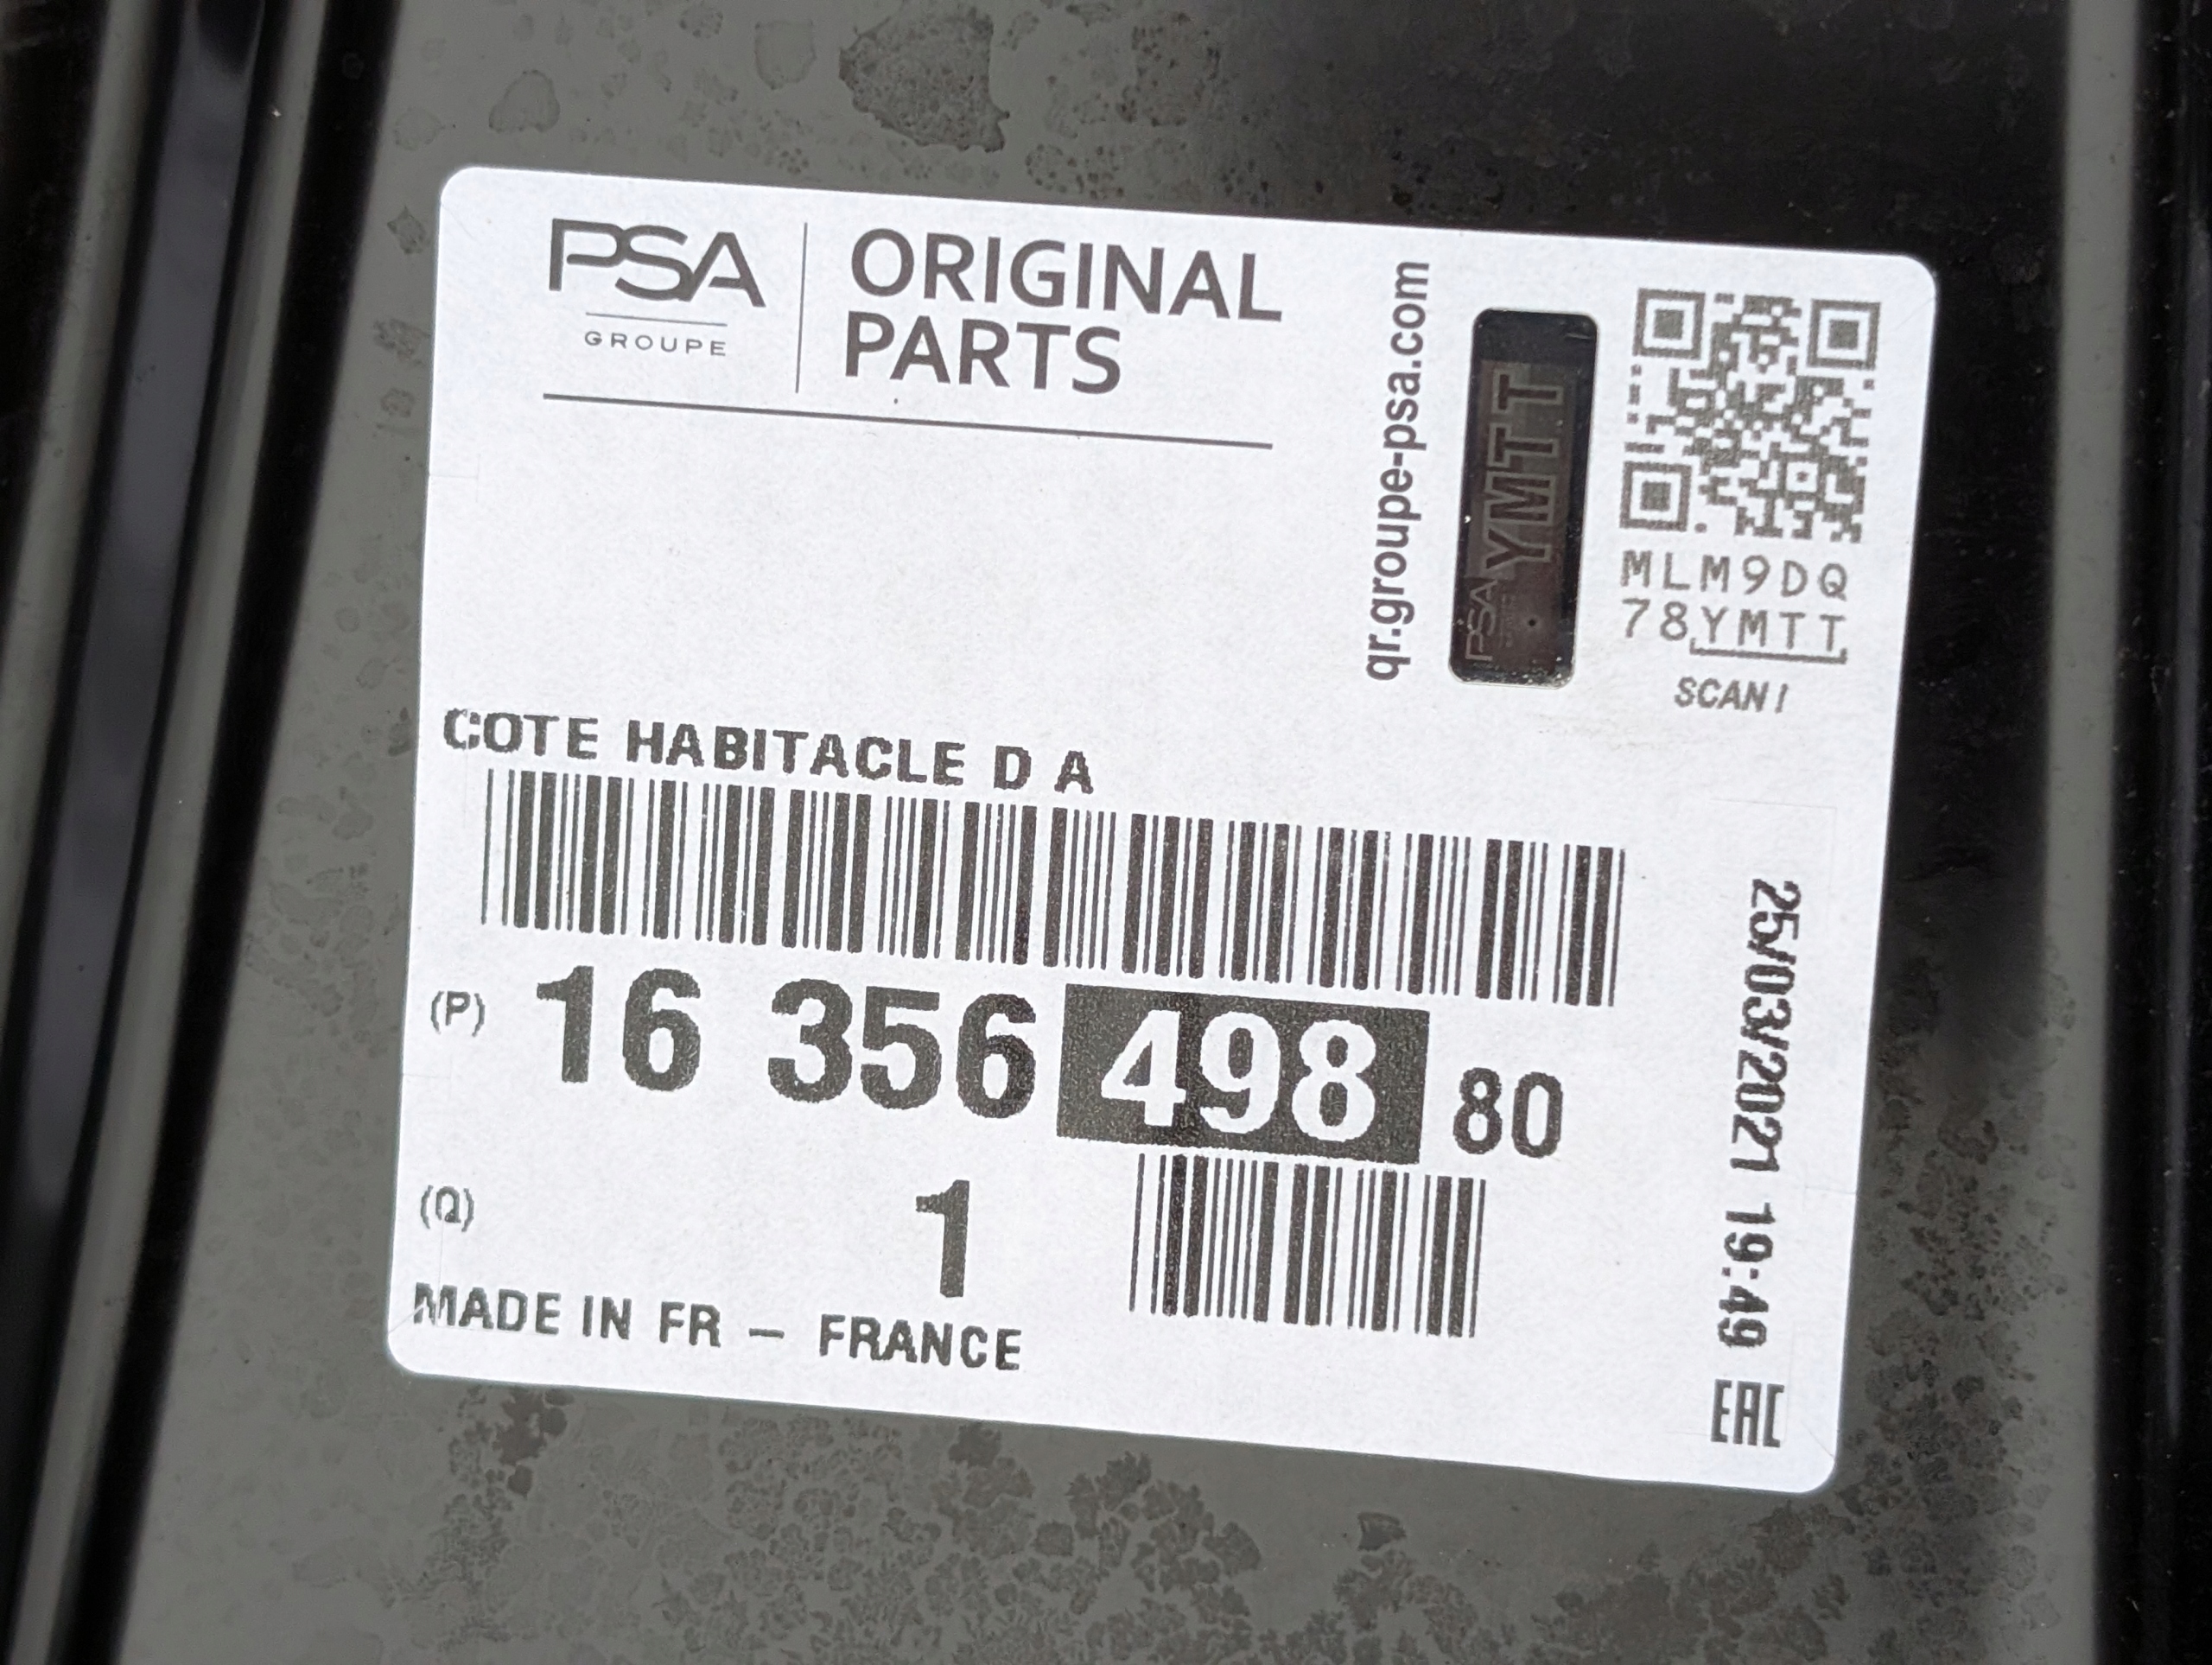 PSA
GROUPE
ORIGINAL
PARTS
qr.groupe-psa.com
PSA YMTT
MLM9DQ
78YMTT
SCAN!
COTE HABITACLE D A
(P) 16 356 498 80
(Q) 1
MADE IN FR - FRANCE
25/03/2021 19:49
EAC